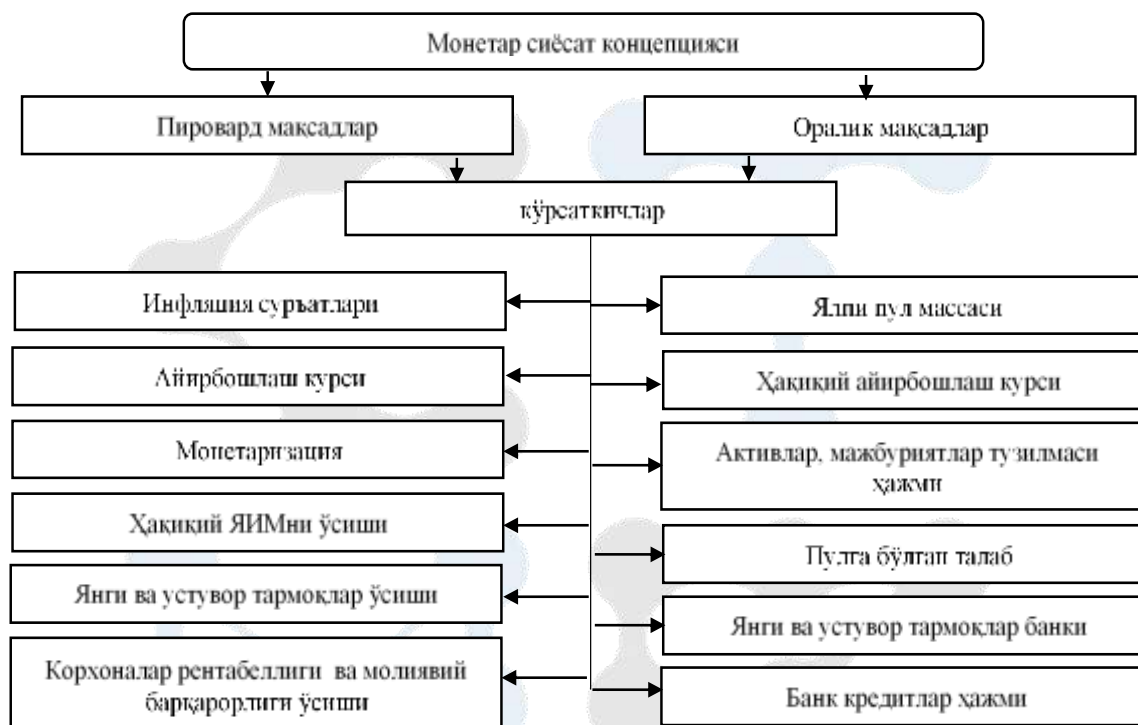 Монетар сиёсат концепцияси
Пировард мақсадлар
Оралик мақсадлар
кўрсаткичлар
Инфляция суръатлари
Ялпи пул массаси
Айирбошлаш курси
Ҳақиқий айирбошлаш курси
Монетаризация
Активлар, мажбуриятлар тузилмаси
ҳажми
Ҳақиқий ЯИМни ўсиши
Пулга бўлган талаб
Янги ва устувор тармоқлар ўсиши
Янги ва устувор тармоқлар банки
Корхоналар рентабеллиги ва молиявий
барқарорлиги ўсиши
Банк кредитлар ҳажми